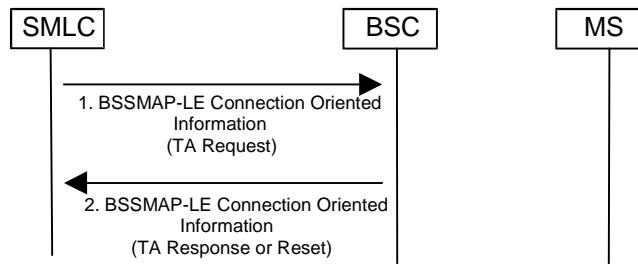 SMLC
BSC
MS
1. BSSMAP-LE Connection Oriented
Information
(TA Request)
2. BSSMAP-LE Connection Oriented
Information
(TA Response or Reset)